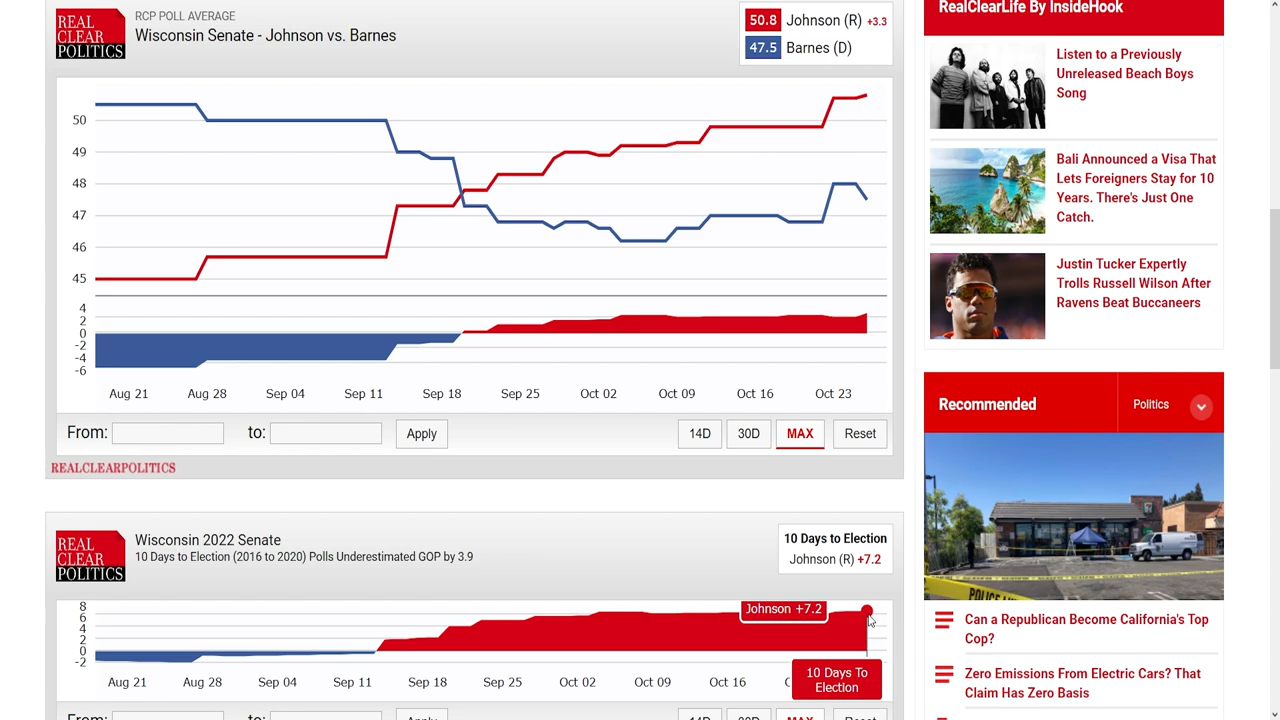 REAL
CLEAR
POLITICS
RCP POLL AVERAGE
Wisconsin Senate - Johnson vs. Barnes
50.8 Johnson (R) +3.3
47.5 Barnes (D)
50
49
48
47
46
45
4
2
0
-2
-4
-6
Aug 21 Aug 28 Sep 04 Sep 11 Sep 18 Sep 25 Oct 02 Oct 09 Oct 16 Oct 23
From: to: Apply 14D 30D MAX Reset
REALCLEARPOLITICS
REAL
CLEAR
POLITICS
Wisconsin 2022 Senate
10 Days to Election (2016 to 2020) Polls Underestimated GOP by 3.9
10 Days to Election
Johnson (R) +7.2
8
6
4
2
0
-2
Johnson +7.2
Aug 21 Aug 28 Sep 04 Sep 11 Sep 18 Sep 25 Oct 02 Oct 09 Oct 16
10 Days To
Election
From: to: Apply 14D 30D MAX Reset
RealClearLife By InsideHook
Listen to a Previously
Unreleased Beach Boys
Song
Bali Announced a Visa That
Lets Foreigners Stay for 10
Years. There's Just One
Catch.
Justin Tucker Expertly
Trolls Russell Wilson After
Ravens Beat Buccaneers
Recommended Politics
POLICE
Can a Republican Become California's Top
Cop?
Zero Emissions From Electric Cars? That
Claim Has Zero Basis